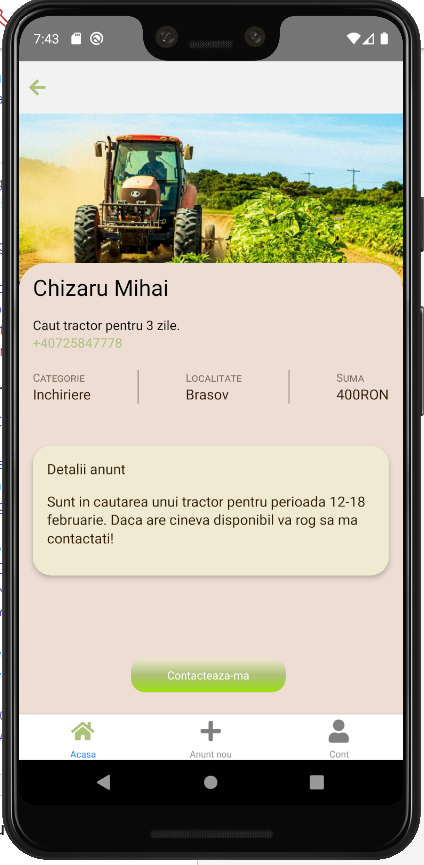 7:43
Chizaru Mihai
Caut tractor pentru 3 zile.
+40725847778
CATEGORIE LOCALITATE SUMA
Inchiriere Brasov 400RON
Detalii anunt
Sunt in cautarea unui tractor pentru perioada 12-18
februarie. Daca are cineva disponibil va rog sa ma
contactati!
Contacteaza-ma
Acasa Anunt nou Cont